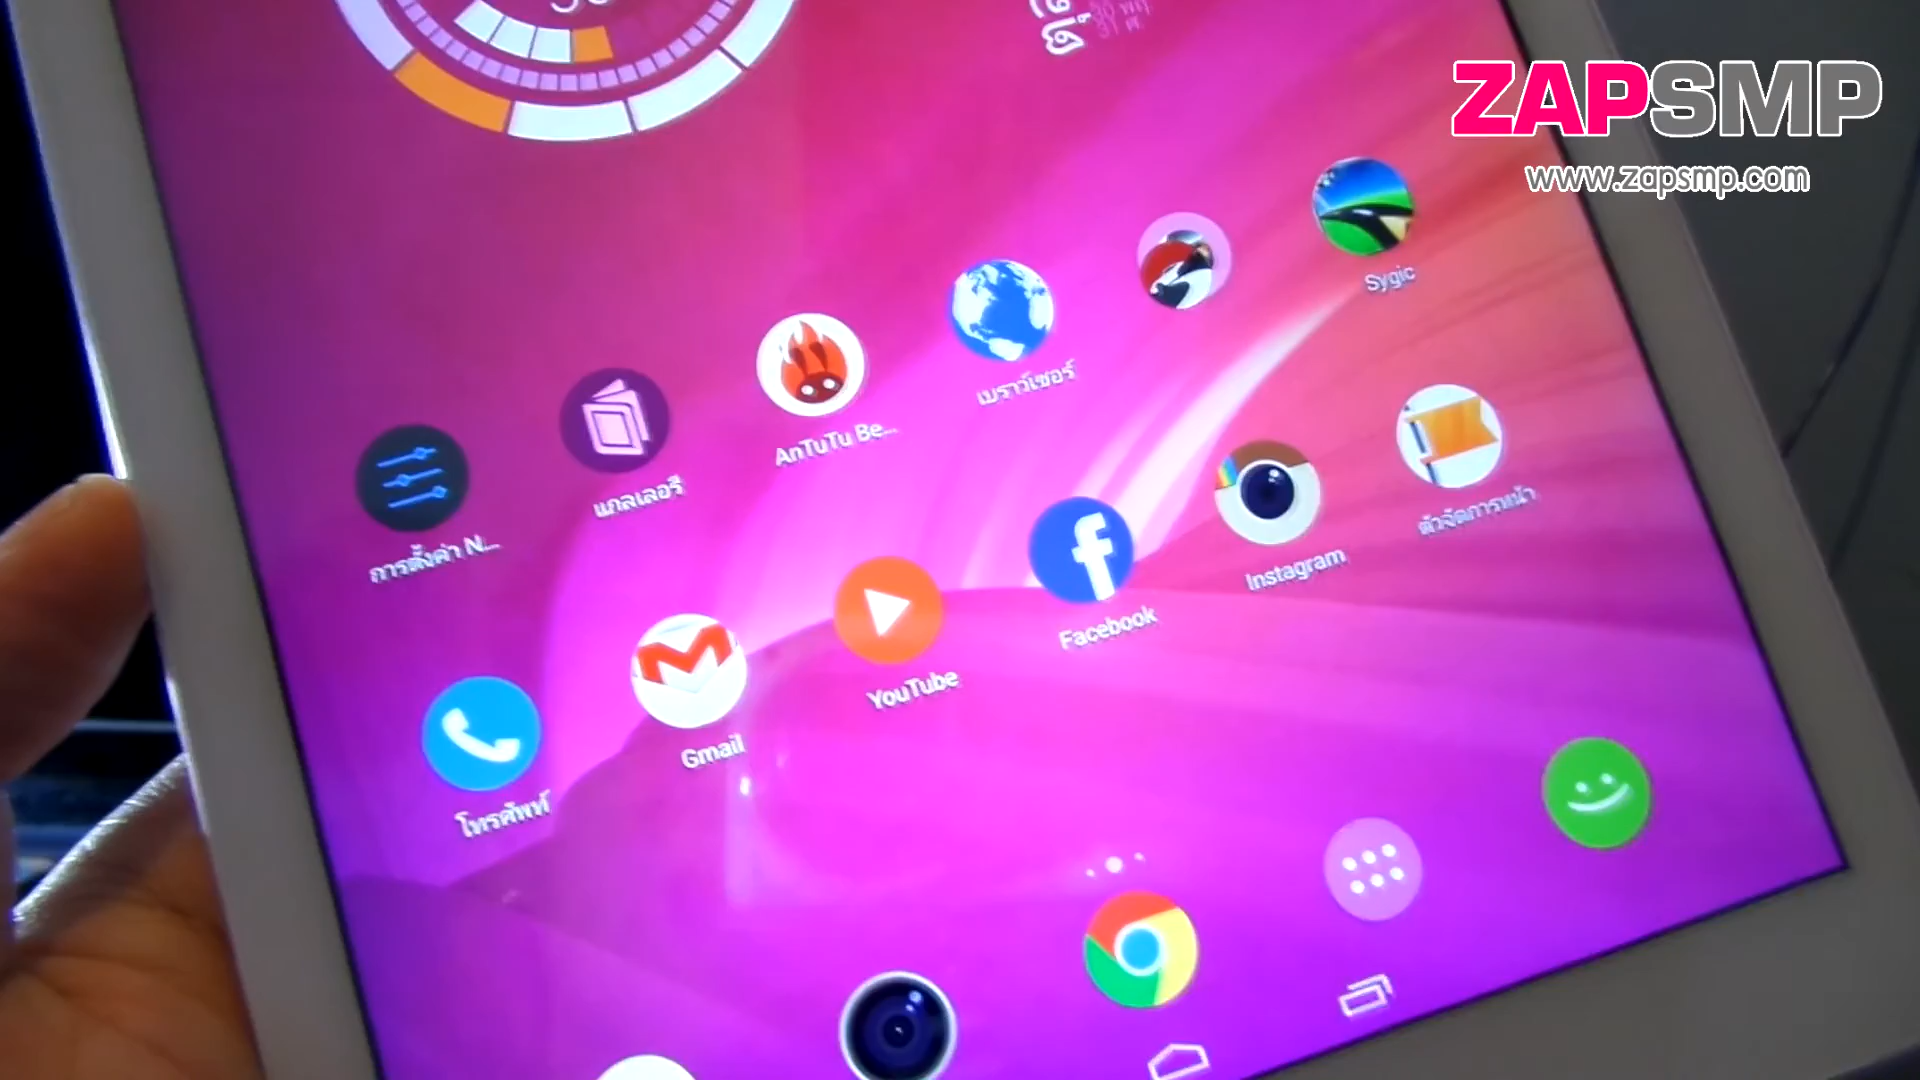 ZAPSMP
www.zapsmp.com
Sygic
เบราว์เซอร์
AnTuTu Be...
แกลเลอรี
การตั้งค่า N...
ตัวจัดการหน้า
Instagram
Facebook
YouTube
Gmail
โทรศัพท์